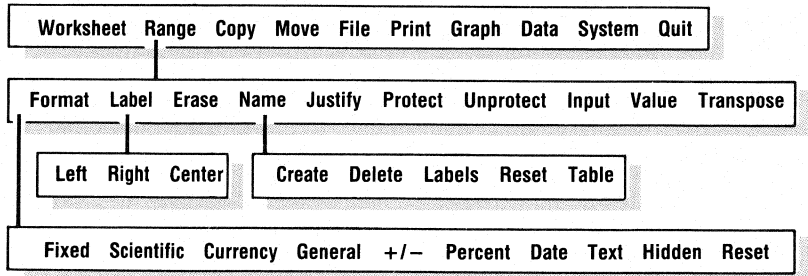 Worksheet Range Copy Move File Print Graph Data System Quit
Format Label Erase Name Justify Protect Unprotect Input Value Transpose
Left Right Center
Create Delete Labels Reset Table
Fixed Scientific Currency General +/− Percent Date Text Hidden Reset